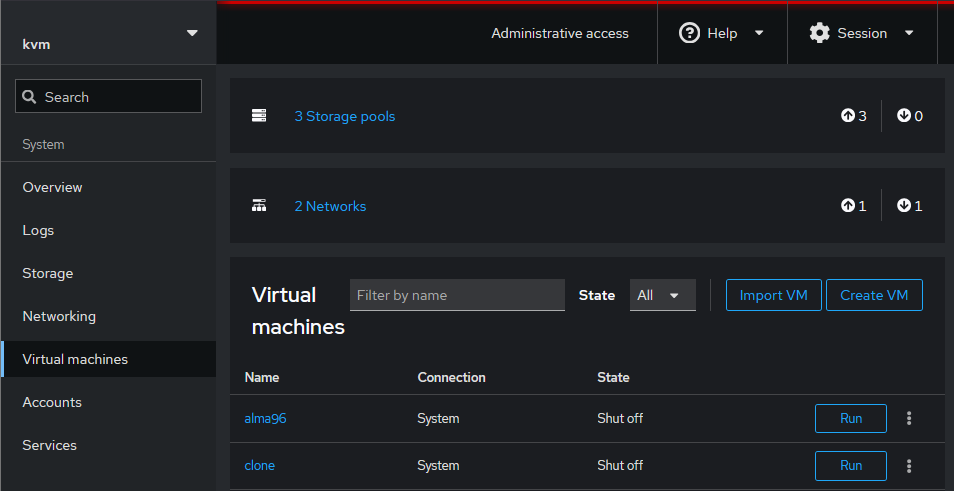 kvm
Administrative access
Help
Session
Search
System
Overview
Logs
Storage
Networking
Virtual machines
Accounts
Services
3 Storage pools 3 0
2 Networks 1 1
Virtual machines
Filter by name
State
All
Import VM
Create VM
Name Connection State
alma96 System Shut off Run
clone System Shut off Run